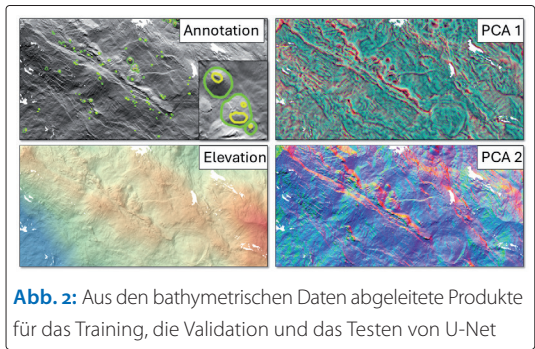 Annotation
PCA 1
Elevation
PCA 2
Abb. 2: Aus den bathymetrischen Daten abgeleitete Produkte
für das Training, die Validation und das Testen von U-Net